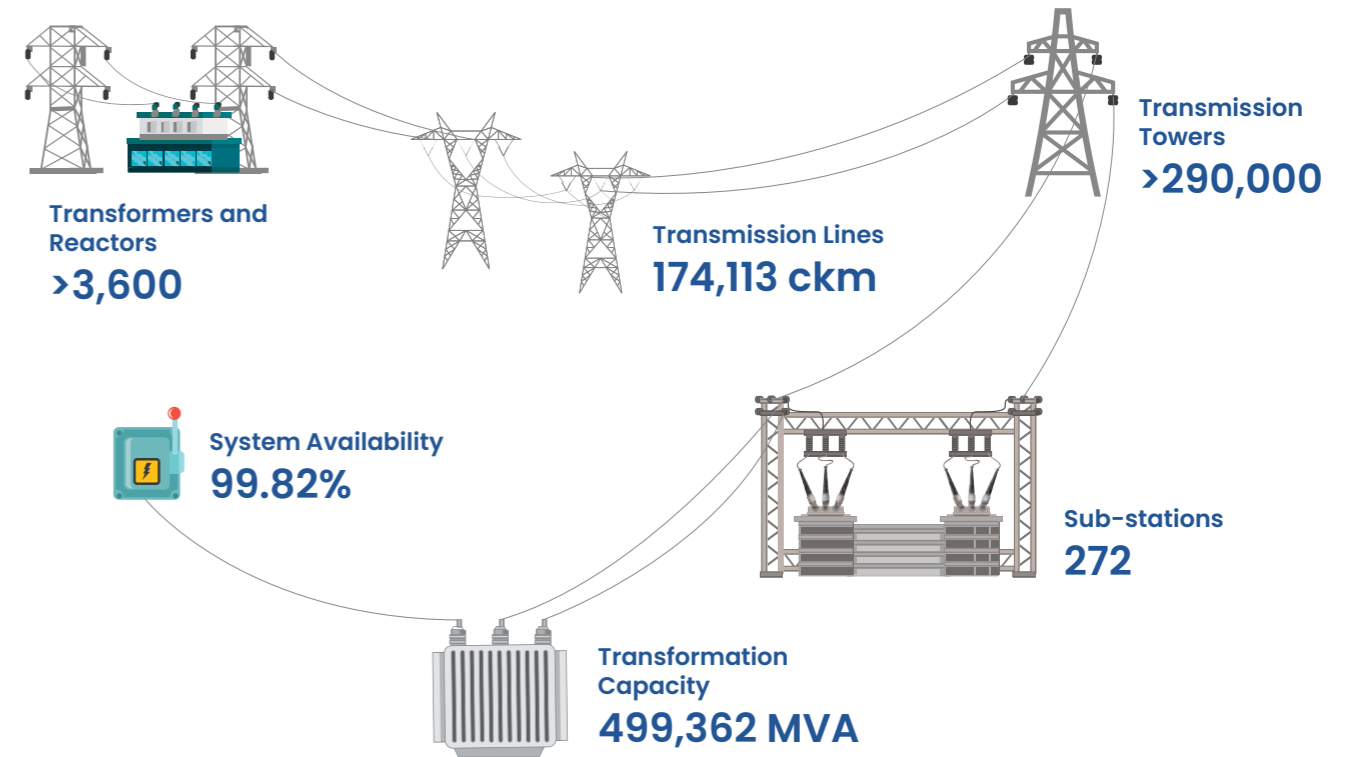 Transformers and
Reactors
>3,600
Transmission Lines
174,113 ckm
Transmission
Towers
>290,000
System Availability
99.82%
Sub-stations
272
Transformation
Capacity
499,362 MVA